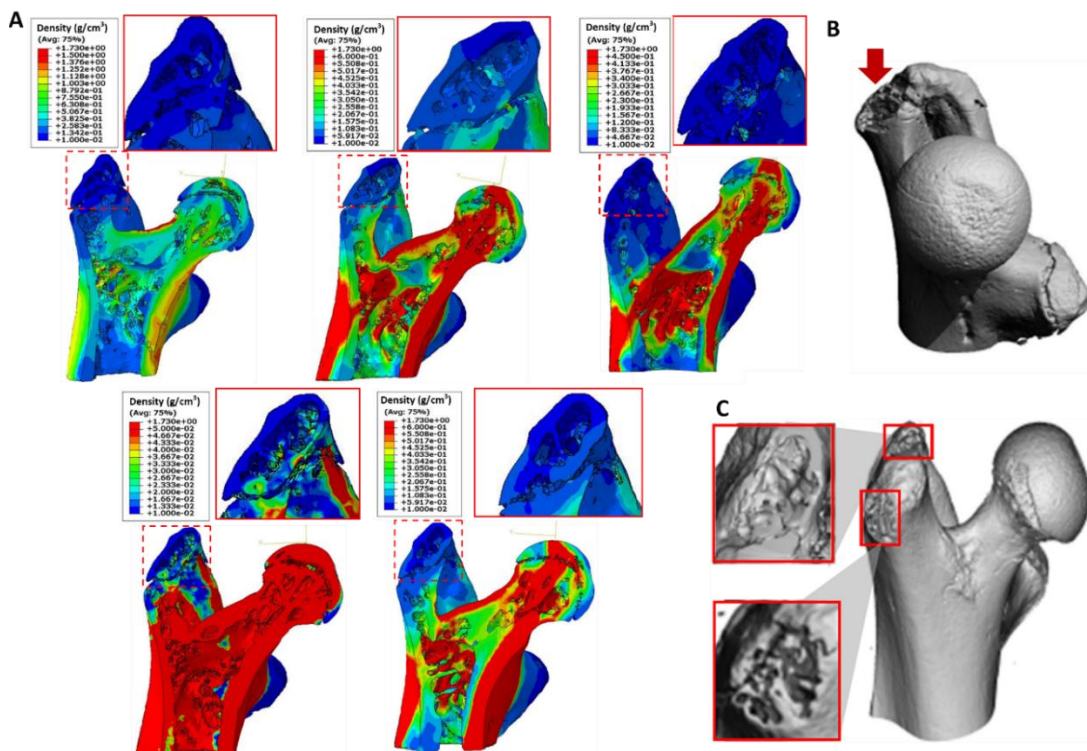 A
Density (g/cm³)
(Avg: 75%)
+1.730e+00
+1.500e+00
+1.376e+00
+1.252e+00
+1.128e+00
+1.003e+00
+8.792e-01
+7.550e-01
+6.308e-01
+5.067e-01
+3.825e-01
+2.583e-01
+1.342e-01
+1.000e-02
Density (g/cm³)
(Avg: 75%)
+1.730e+00
+6.000e-01
+5.508e-01
+5.017e-01
+4.525e-01
+4.033e-01
+3.542e-01
+3.050e-01
+2.558e-01
+2.067e-01
+1.575e-01
+1.083e-01
+5.917e-02
+1.000e-02
Density (g/cm³)
(Avg: 75%)
+1.730e+00
+4.500e-01
+4.133e-01
+3.767e-01
+3.400e-01
+3.033e-01
+2.667e-01
+2.300e-01
+1.933e-01
+1.567e-01
+1.200e-01
+8.333e-02
+4.667e-02
+1.000e-02
B
Density (g/cm³)
(Avg: 75%)
+1.730e+00
+5.000e-02
+4.667e-02
+4.333e-02
+4.000e-02
+3.667e-02
+3.333e-02
+3.000e-02
+2.667e-02
+2.333e-02
+2.000e-02
+1.667e-02
+1.333e-02
+1.000e-02
Density (g/cm³)
(Avg: 75%)
+1.730e+00
+6.000e-01
+5.508e-01
+5.017e-01
+4.525e-01
+4.033e-01
+3.542e-01
+3.050e-01
+2.558e-01
+2.067e-01
+1.575e-01
+1.083e-01
+5.917e-02
+1.000e-02
C